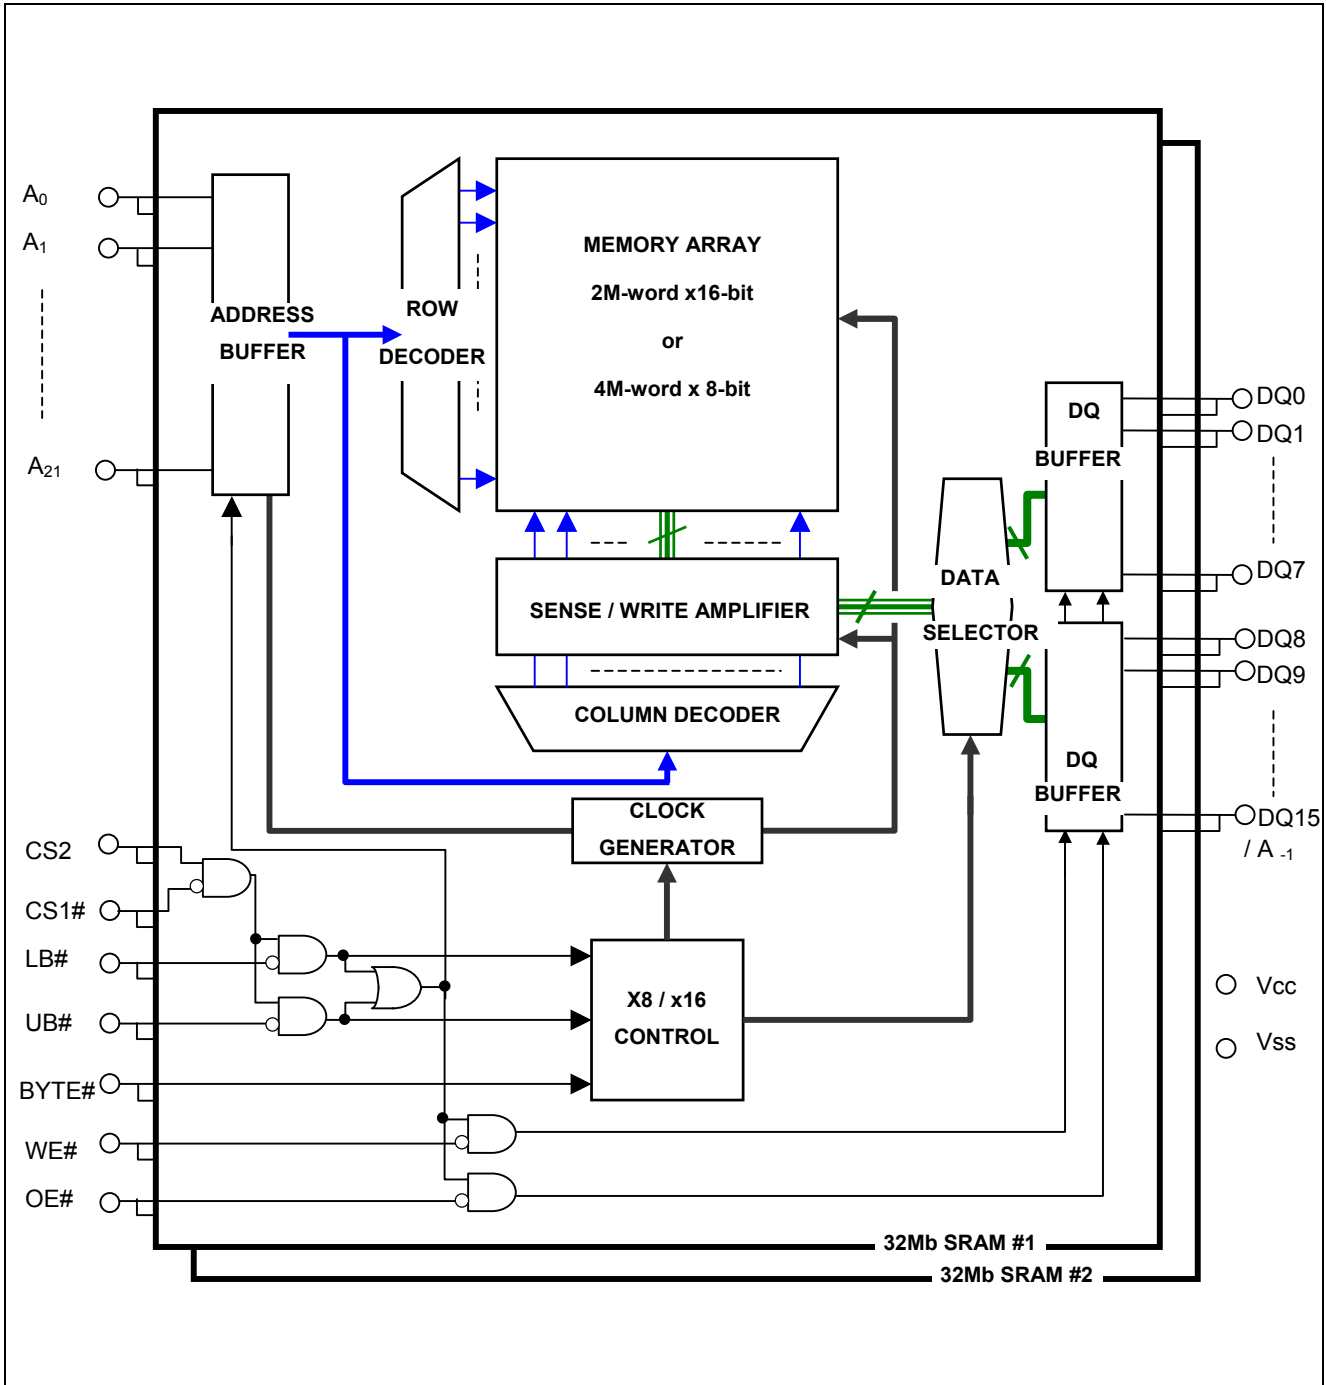 A0
A1
A21
ADDRESS
BUFFER
ROW
DECODER
MEMORY ARRAY
2M-word x16-bit
or
4M-word x 8-bit
SENSE / WRITE AMPLIFIER
COLUMN DECODER
CLOCK
GENERATOR
DATA
SELECTOR
DQ
BUFFER
DQ
BUFFER
DQ0
DQ1
DQ7
DQ8
DQ9
DQ15
/ A -1
CS2
CS1#
LB#
UB#
BYTE#
WE#
OE#
X8 / x16
CONTROL
Vcc
Vss
32Mb SRAM #1
32Mb SRAM #2